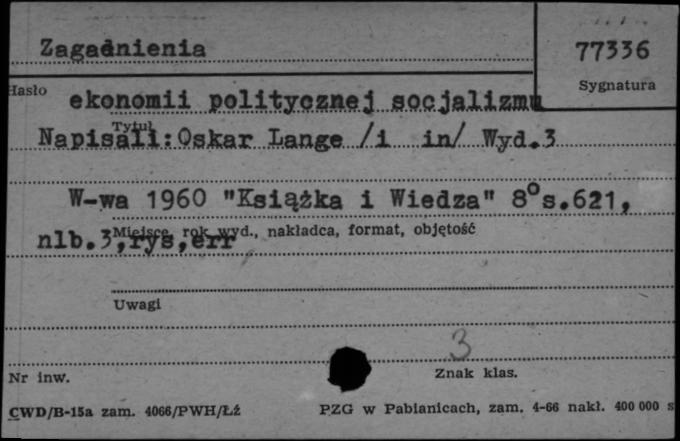 Zagadnienia
77336
Hasło
Sygnatura
ekonomii politycznej socjalizmu
Tytuł
Napisali:Oskar Lange /i in/ Wyd.3
W-wa 1960 "Książka i Wiedza" 8° s.621,
Miejsce, rok wyd., nakładca, format, objętość
nlb.3,rys,err
Uwagi
3
Nr inw.
Znak klas.
CWD/B-15a zam. 4066/PWH/Łź
PZG w Pabianicach, zam. 4-66 nakł. 400 000 s